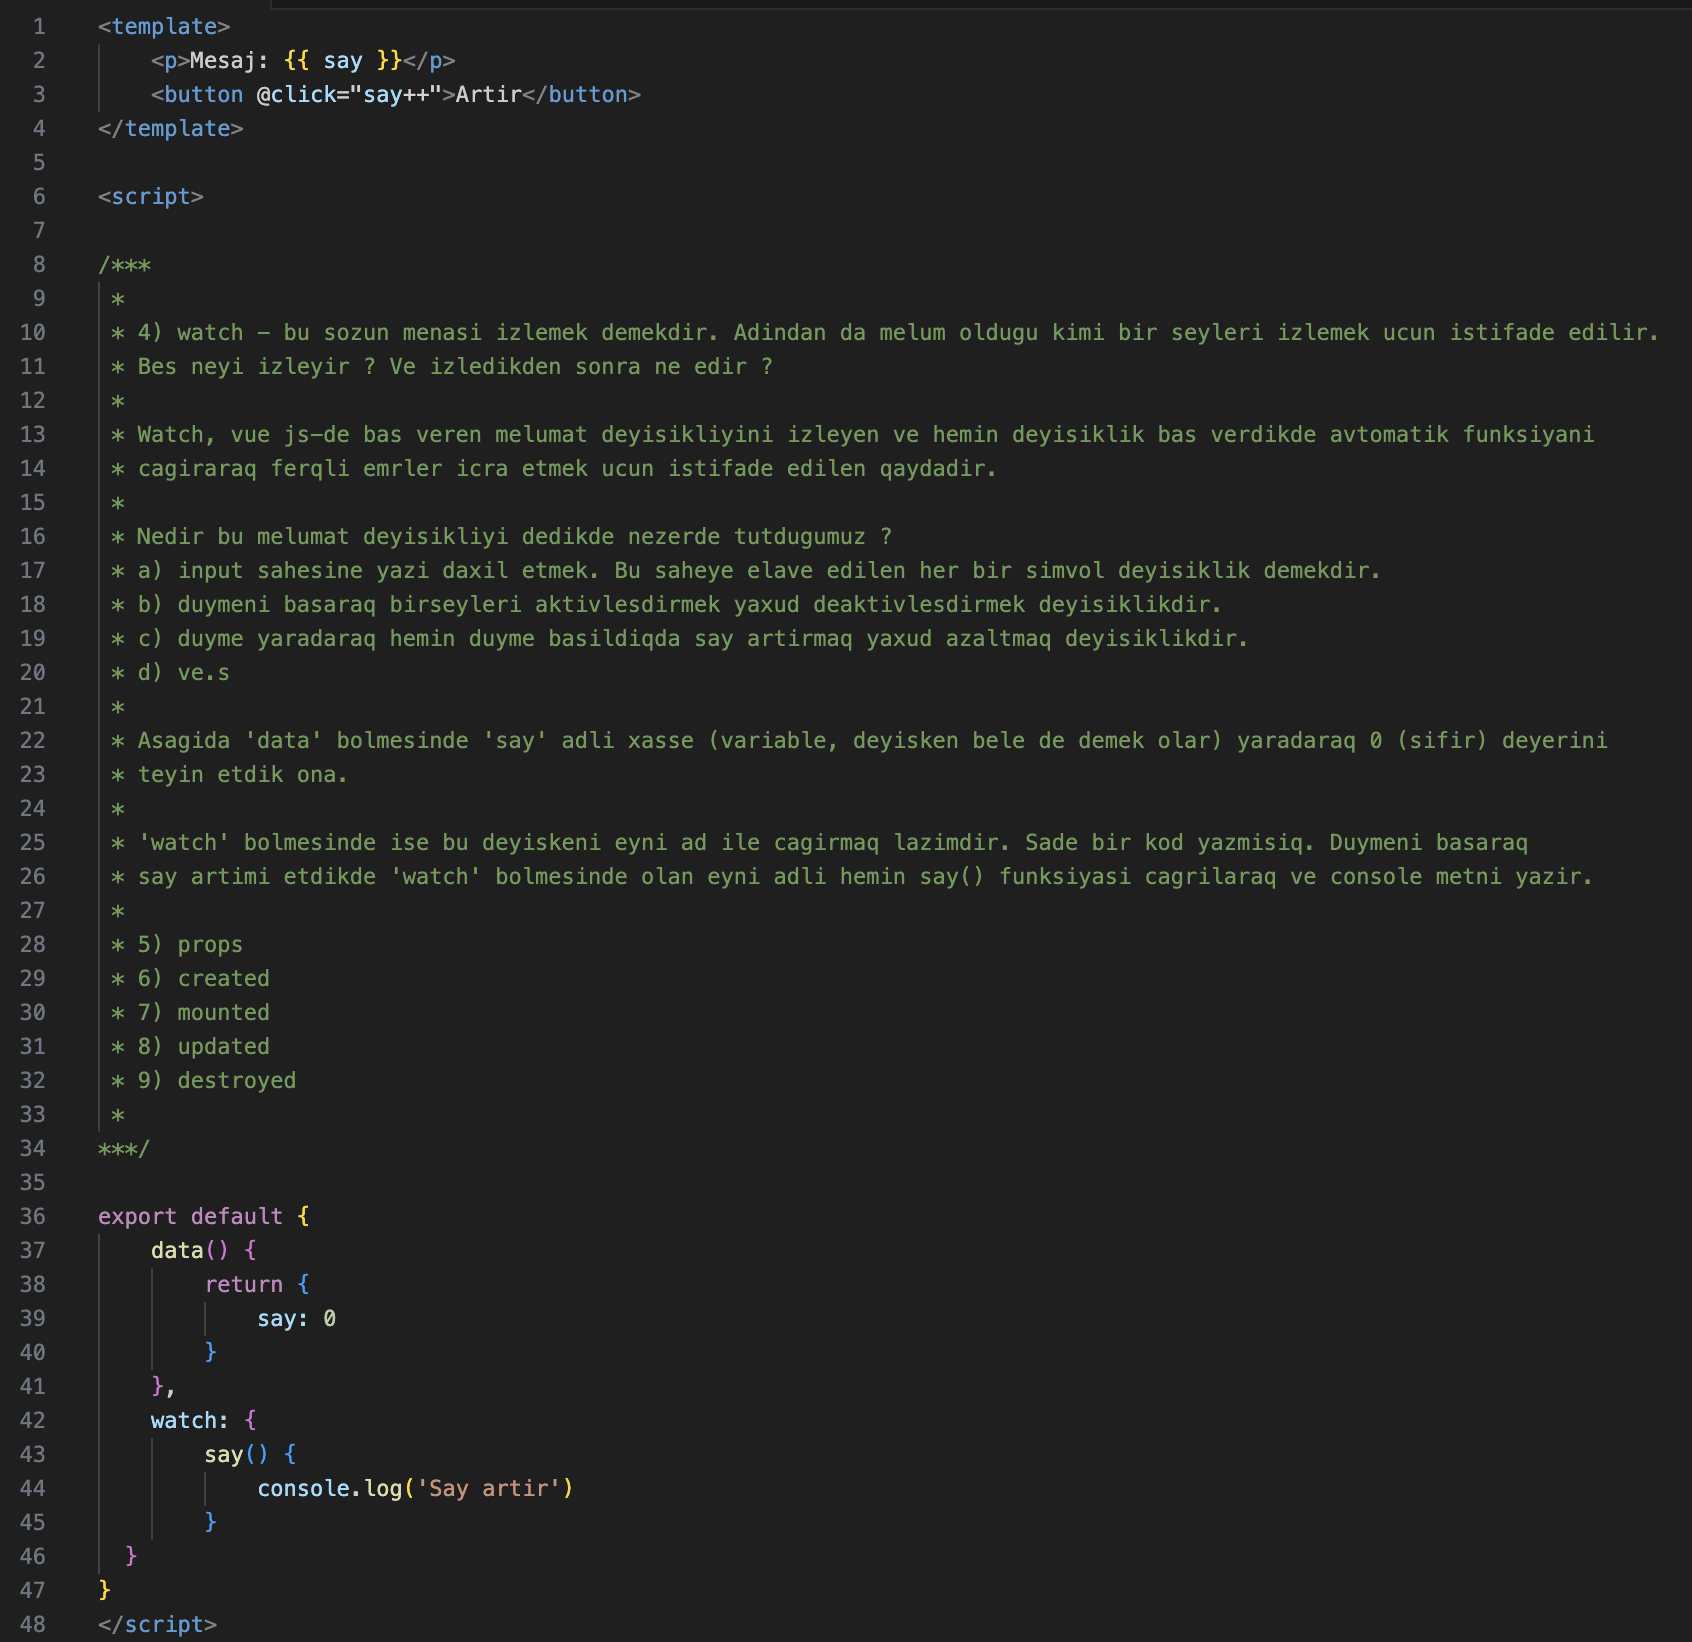 1 <template>
2     <p>Mesaj: {{ say }}</p>
3     <button @click="say++">Artir</button>
4 </template>
5
6 <script>
7
8 /***
9  *
10  * 4) watch - bu sozun menasi izlemek demekdir. Adindan da melum oldugu kimi bir seyleri izlemek ucun istifade edilir.
11  * Bes neyi izleyir ? Ve izledikden sonra ne edir ?
12  *
13  * Watch, vue js-de bas veren melumat deyisikliyini izleyen ve hemin deyisiklik bas verdikde avtomatik funksiyani
14  * cagiraraq ferqli emrler icra etmek ucun istifade edilen qaydadir.
15  *
16  * Nedir bu melumat deyisikliyi dedikde nezerde tutdugumuz ?
17  * a) input sahesine yazi daxil etmek. Bu saheye elave edilen her bir simvol deyisiklik demekdir.
18  * b) duymeni basaraq birseyleri aktivlesdirmek yaxud deaktivlesdirmek deyisiklikdir.
19  * c) duyme yaradaraq hemin duyme basildiqda say artirmaq yaxud azaltmaq deyisiklikdir.
20  * d) ve.s
21  *
22  * Asagida 'data' bolmesinde 'say' adli xasse (variable, deyisken bele de demek olar) yaradaraq 0 (sifir) deyerini
23  * teyin etdik ona.
24  *
25  * 'watch' bolmesinde ise bu deyiskeni eyni ad ile cagirmaq lazimdir. Sade bir kod yazmisiq. Duymeni basaraq
26  * say artimi etdikde 'watch' bolmesinde olan eyni adli hemin say() funksiyasi cagrilaraq ve console metni yazir.
27  *
28  * 5) props
29  * 6) created
30  * 7) mounted
31  * 8) updated
32  * 9) destroyed
33  *
34 ***/
35
36 export default {
37     data() {
38         return {
39             say: 0
40         }
41     },
42     watch: {
43         say() {
44             console.log('Say artir')
45         }
46   }
47 }
48 </script>